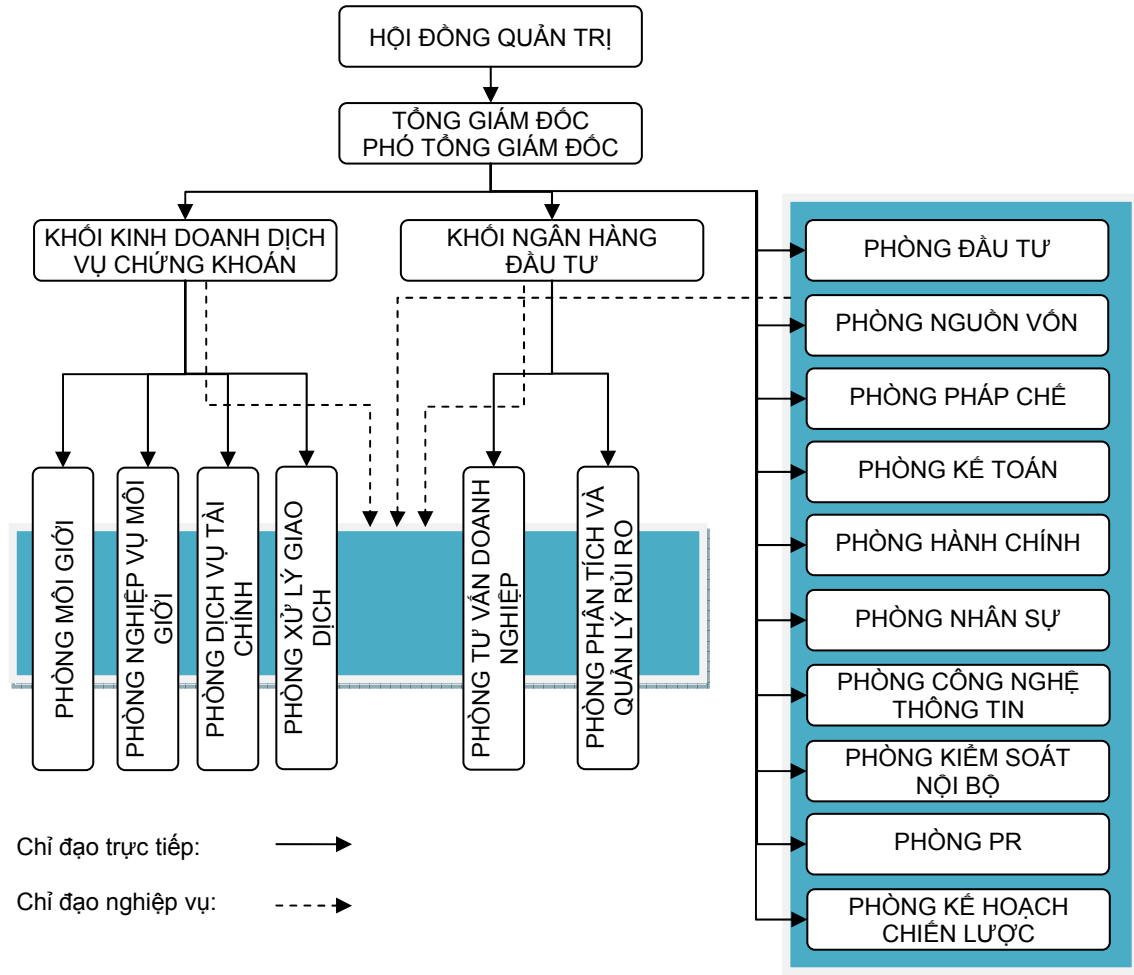 HỘI ĐỒNG QUẢN TRỊ
TỔNG GIÁM ĐỐC
PHÓ TỔNG GIÁM ĐỐC
KHỐI KINH DOANH DỊCH
VỤ CHỨNG KHOÁN
KHỐI NGÂN HÀNG
ĐẦU TƯ
PHÒNG ĐẦU TƯ
PHÒNG NGUỒN VỐN
PHÒNG PHÁP CHẾ
PHÒNG KẾ TOÁN
PHÒNG HÀNH CHÍNH
PHÒNG NHÂN SỰ
PHÒNG CÔNG NGHỆ
THÔNG TIN
PHÒNG KIỂM SOÁT
NỘI BỘ
PHÒNG PR
PHÒNG KẾ HOẠCH
CHIẾN LƯỢC
PHÒNG MÔI GIỚI
PHÒNG NGHIỆP VỤ MÔI
GIỚI
PHÒNG DỊCH VỤ TÀI
CHÍNH
PHÒNG XỬ LÝ GIAO
DỊCH
PHÒNG TƯ VẤN DOANH
NGHIỆP
PHÒNG PHÂN TÍCH VÀ
QUẢN LÝ RỦI RO
Chỉ đạo trực tiếp:
Chỉ đạo nghiệp vụ: